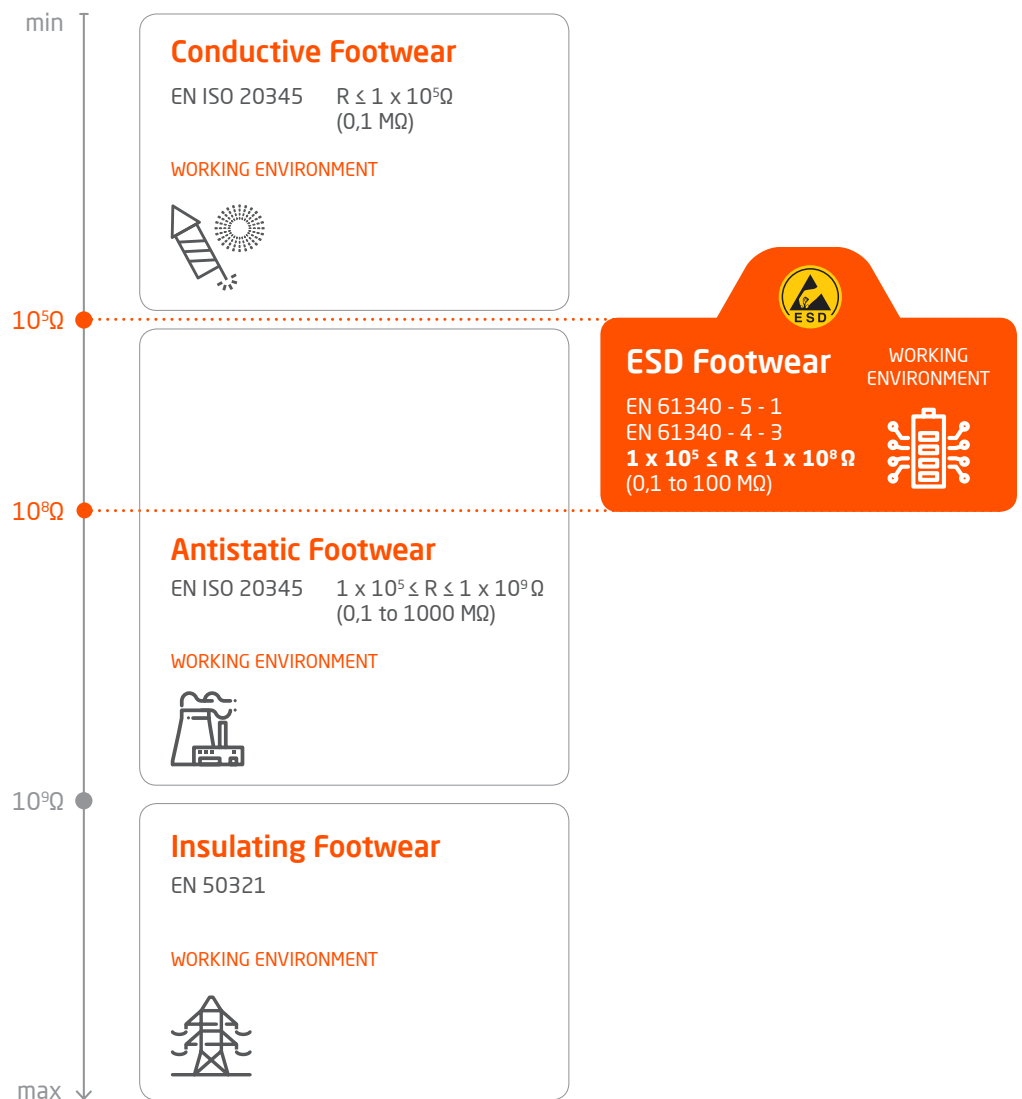 min
Conductive Footwear
EN ISO 20345 R ≤ 1 x 10⁵Ω
(0,1 MΩ)
WORKING ENVIRONMENT
10⁵Ω
ESD
ESD Footwear
WORKING
ENVIRONMENT
EN 61340 - 5 - 1
EN 61340 - 4 - 3
1 x 10⁵ ≤ R ≤ 1 x 10⁸ Ω
(0,1 to 100 MΩ)
10⁸Ω
Antistatic Footwear
EN ISO 20345 1 x 10⁵ ≤ R ≤ 1 x 10⁹ Ω
(0,1 to 1000 MΩ)
WORKING ENVIRONMENT
10⁹Ω
Insulating Footwear
EN 50321
WORKING ENVIRONMENT
max